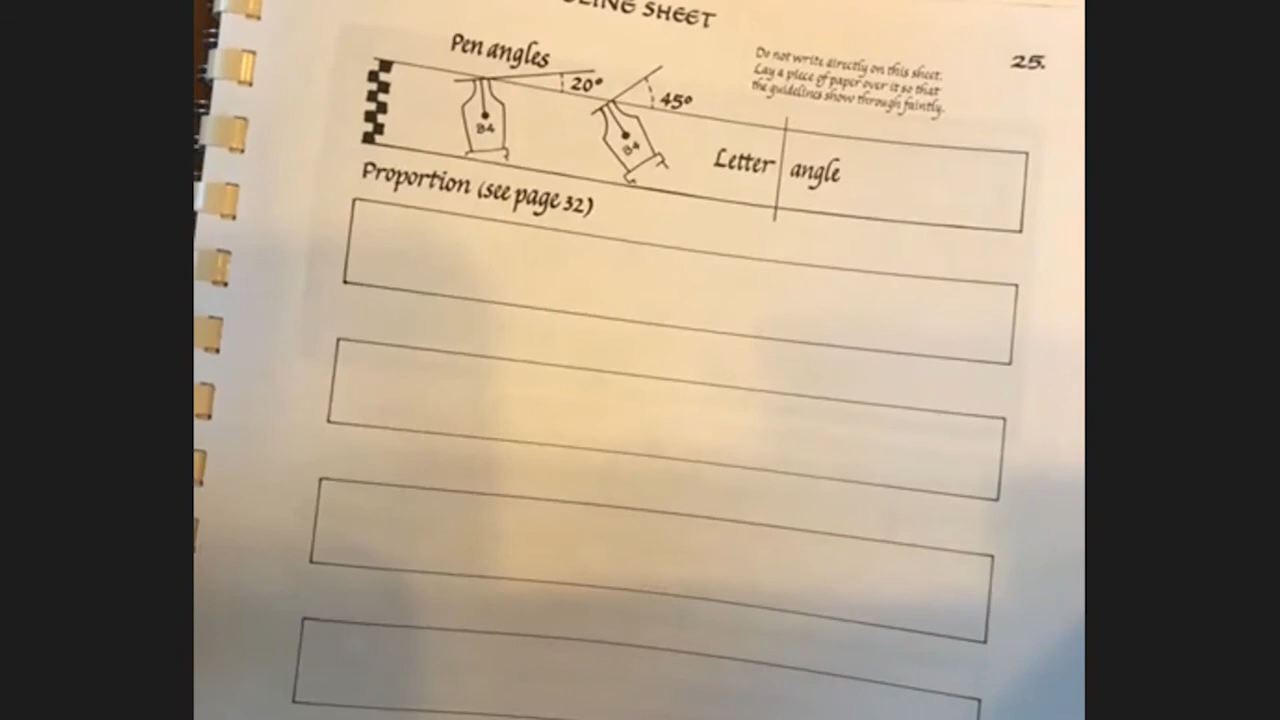 SHEET
25.
Pen angles
Do not write directly on this sheet.
Lay a piece of paper over it so that
the guidelines show through faintly.
20°
45°
B4
B4
Letter angle
Proportion (see page 32)